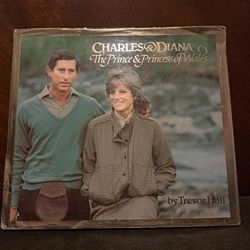 CHARLES & DIANA
The Prince & Princess of Wales
by Trevor Hall